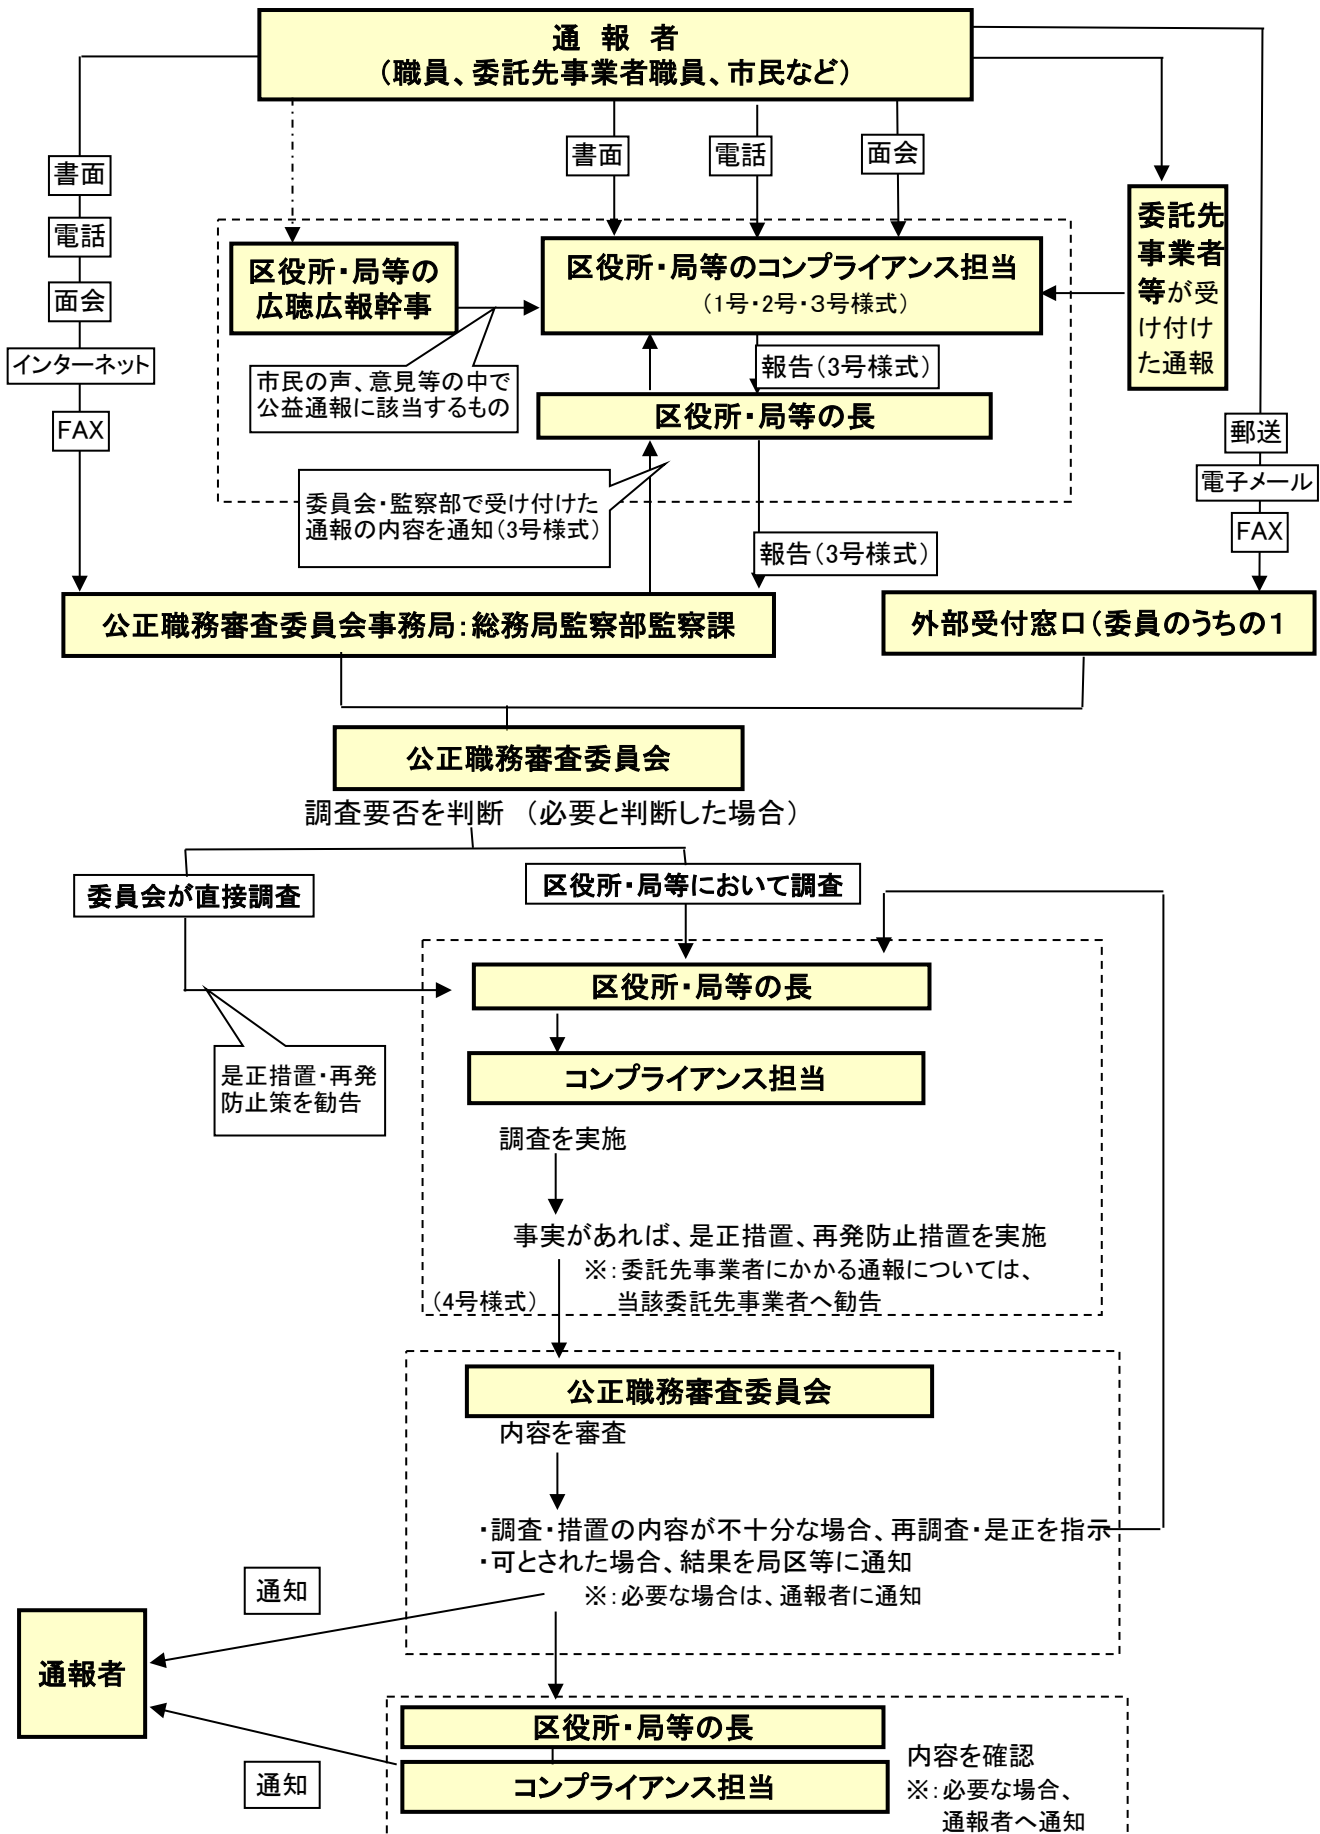 通 報 者
（職員、委託先事業者職員、市民など）
書面
電話
面会
インターネット
FAX
書面
電話
面会
委託先
事業者
等が受
け付け
た通報
区役所・局等の
広聴広報幹事
区役所・局等のコンプライアンス担当
（1号・2号・3号様式）
市民の声、意見等の中で
公益通報に該当するもの
報告（3号様式）
区役所・局等の長
委員会・監察部で受け付けた
通報の内容を通知（3号様式）
報告（3号様式）
郵送
電子メール
FAX
公正職務審査委員会事務局：総務局監察部監察課
外部受付窓口（委員のうちの１
公正職務審査委員会
調査要否を判断 （必要と判断した場合）
委員会が直接調査
区役所・局等において調査
区役所・局等の長
是正措置・再発
防止策を勧告
コンプライアンス担当
調査を実施
事実があれば、是正措置、再発防止措置を実施
※：委託先事業者にかかる通報については、
（4号様式） 当該委託先事業者へ勧告
公正職務審査委員会
内容を審査
・調査・措置の内容が不十分な場合、再調査・是正を指示
・可とされた場合、結果を局区等に通知
※：必要な場合は、通報者に通知
通知
通報者
通知
区役所・局等の長
コンプライアンス担当
内容を確認
※：必要な場合、
通報者へ通知